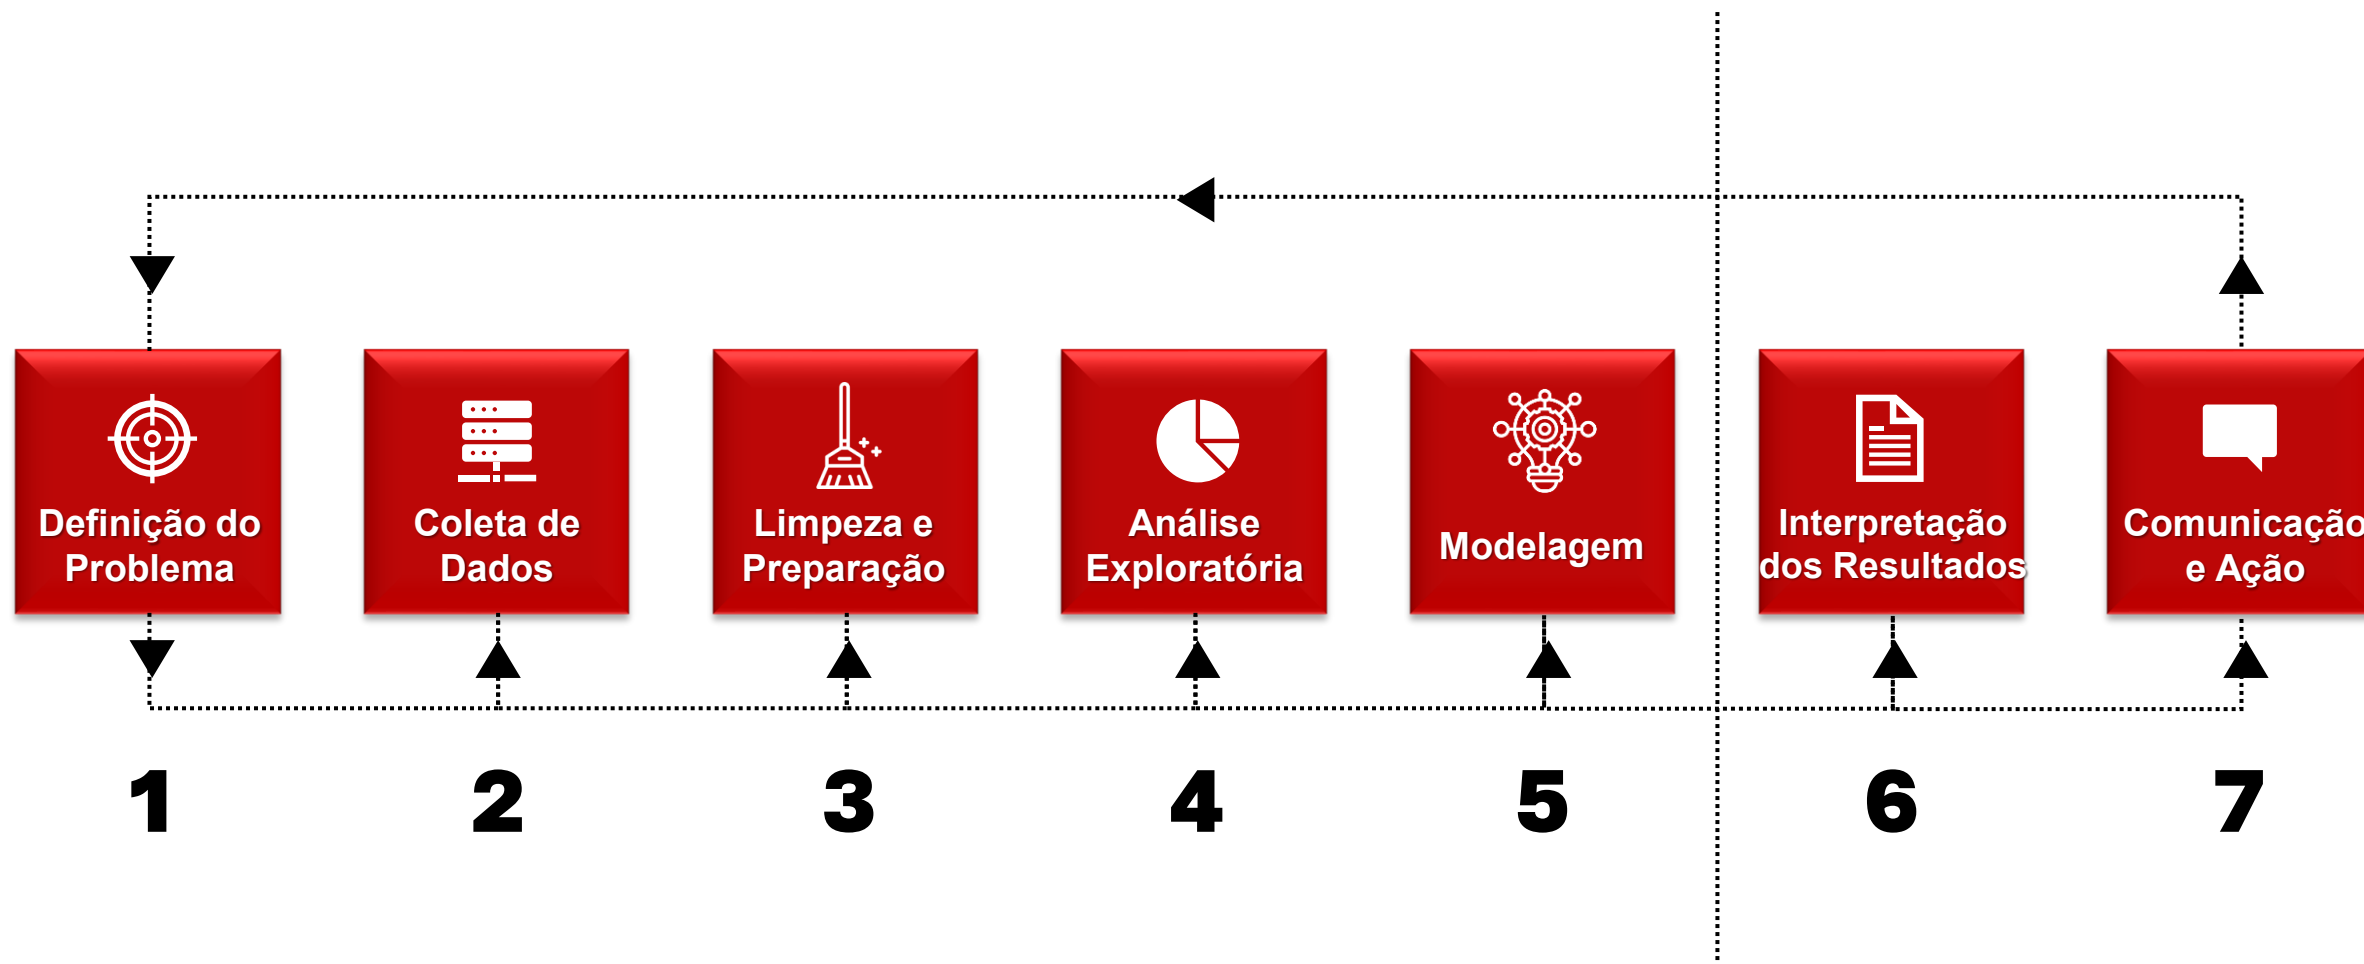 Definição do
Problema
Coleta de
Dados
Limpeza e
Preparação
Análise
Exploratória
Modelagem
Interpretação
dos Resultados
Comunicação
e Ação
1
2
3
4
5
6
7